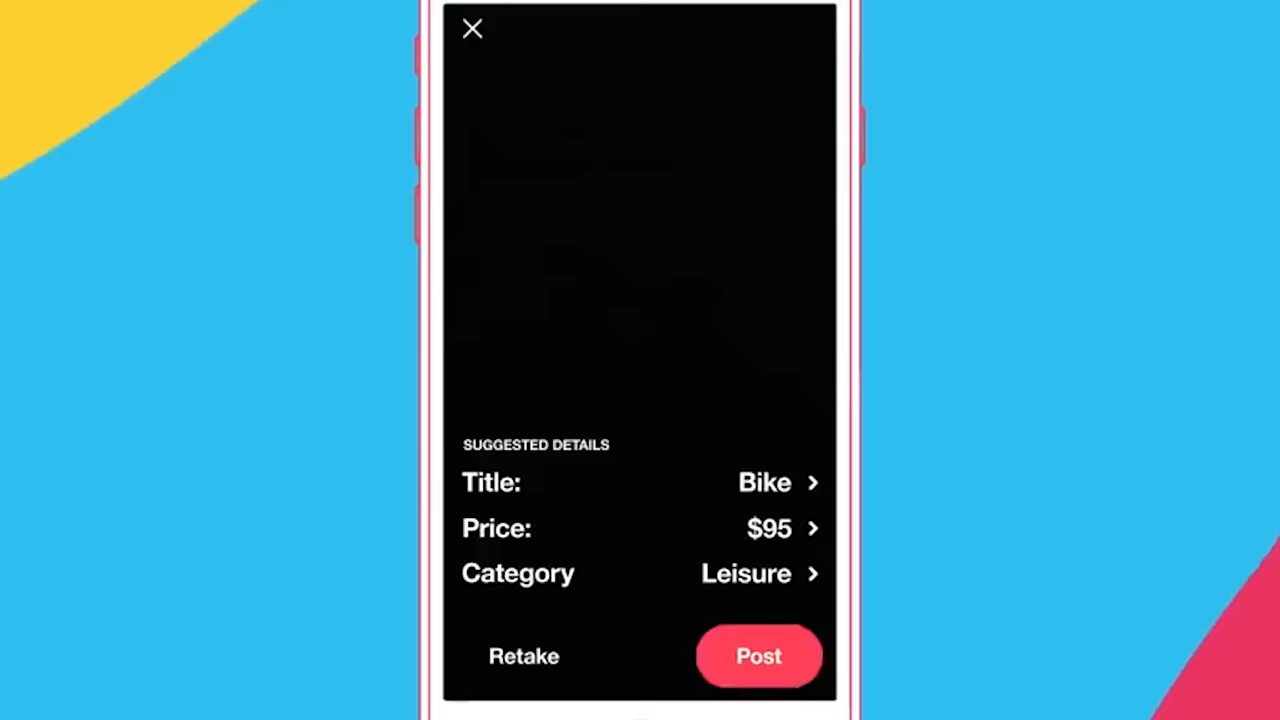 SUGGESTED DETAILS
Title: Bike
Price: $95
Category Leisure
Retake Post